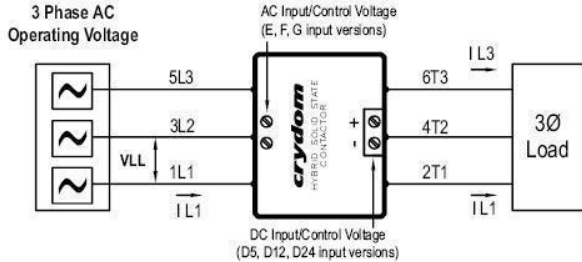 3 Phase AC
Operating Voltage
AC Input/Control Voltage
(E, F, G input versions)
5L3
3L2
VLL
1L1
I L1
crydom
HYBRID SOLID STATE
CONTACTOR
+
-
I L3
6T3
4T2
2T1
I L1
3Ø
Load
DC Input/Control Voltage
(D5, D12, D24 input versions)